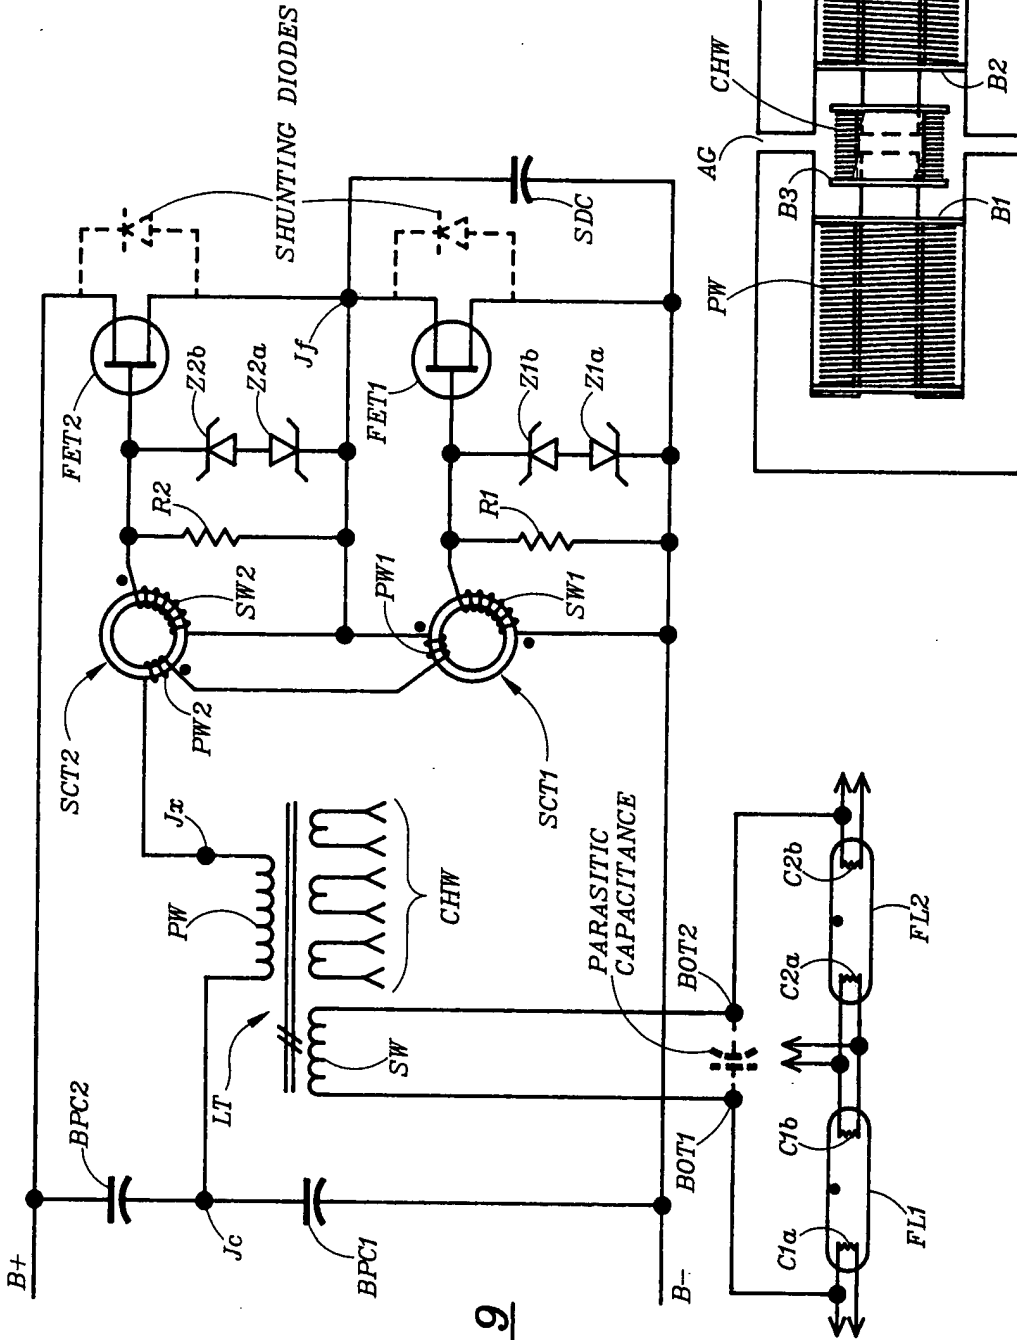 B+
BPC2
Jc
BPC1
B-
LT
PW
Jx
SW
CHW
SCT2
PW2
SW2
R2
FET2
Z2b
Z2a
SHUNTING DIODES
Jf
SDC
SCT1
PW1
SW1
R1
FET1
Z1b
Z1a
PARASITIC
CAPACITANCE
BOT1
BOT2
C1a
C1b
FL1
C2a
C2b
FL2
AG
CHW
PW
B3
B1
B2
9